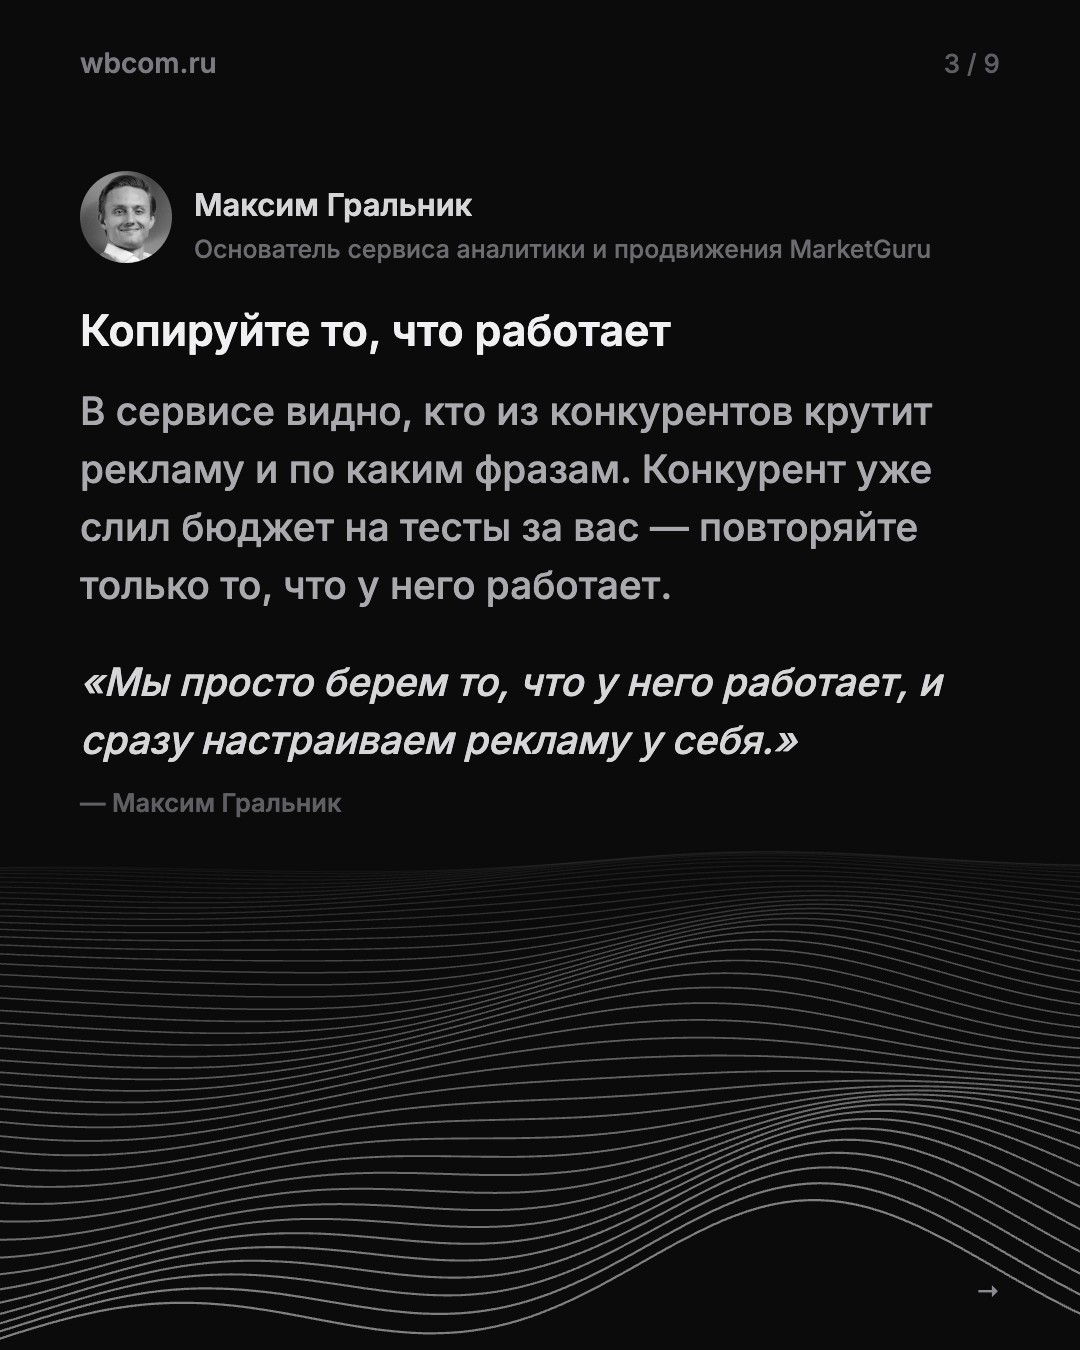 wbcom.ru
3 / 9
Максим Гральник
Основатель сервиса аналитики и продвижения MarketGuru
Копируйте то, что работает
В сервисе видно, кто из конкурентов крутит
рекламу и по каким фразам. Конкурент уже
слил бюджет на тесты за вас — повторяйте
только то, что у него работает.
«Мы просто берем то, что у него работает, и
сразу настраиваем рекламу у себя.»
— Максим Гральник
→